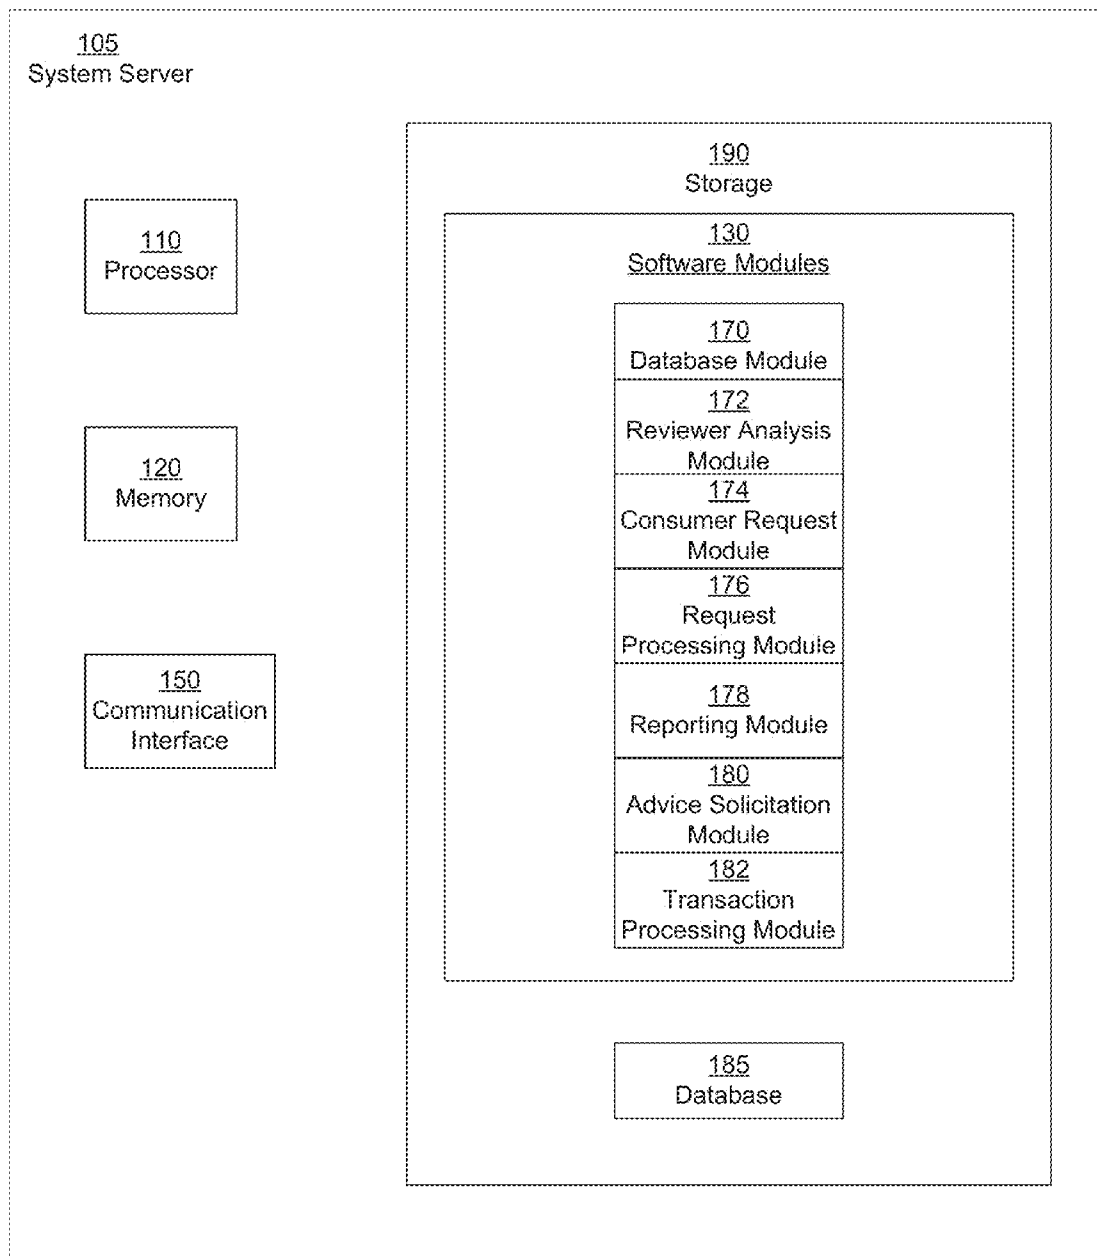 105
System Server
190
Storage
110
Processor
130
Software Modules
170
Database Module
172
Reviewer Analysis
Module
120
Memory
174
Consumer Request
Module
176
Request
Processing Module
150
Communication
Interface
178
Reporting Module
180
Advice Solicitation
Module
182
Transaction
Processing Module
185
Database